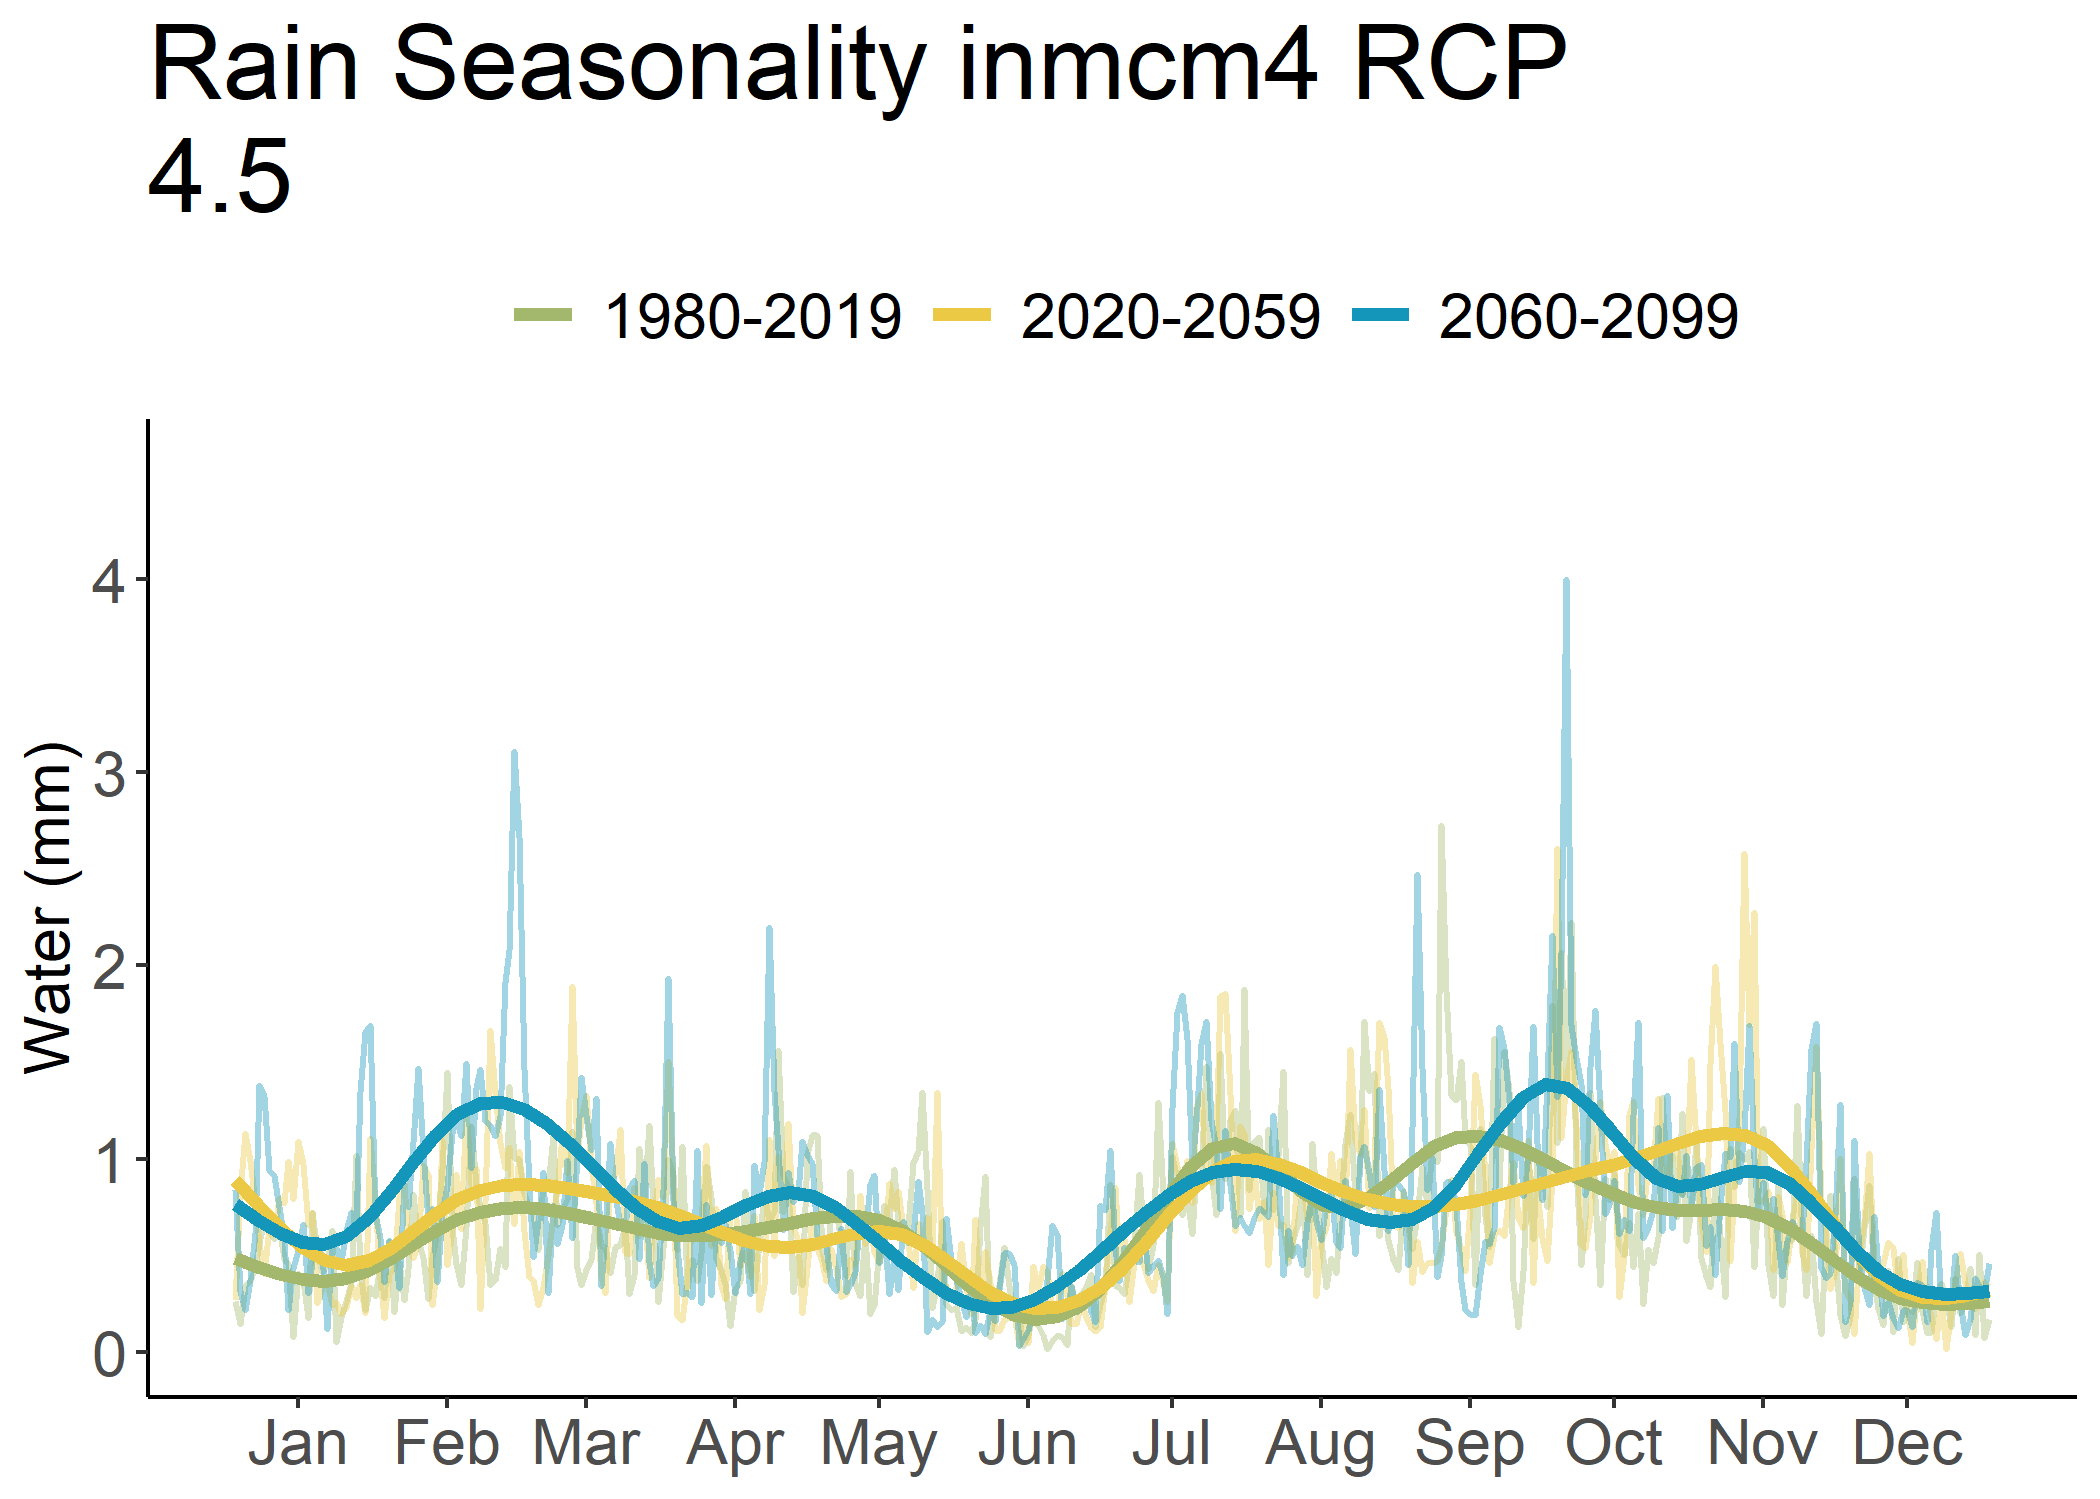 Rain Seasonality inmcm4 RCP
4.5
1980-2019 2020-2059 2060-2099
Water (mm)
4
3
2
1
0
Jan Feb Mar Apr May Jun Jul Aug Sep Oct Nov Dec